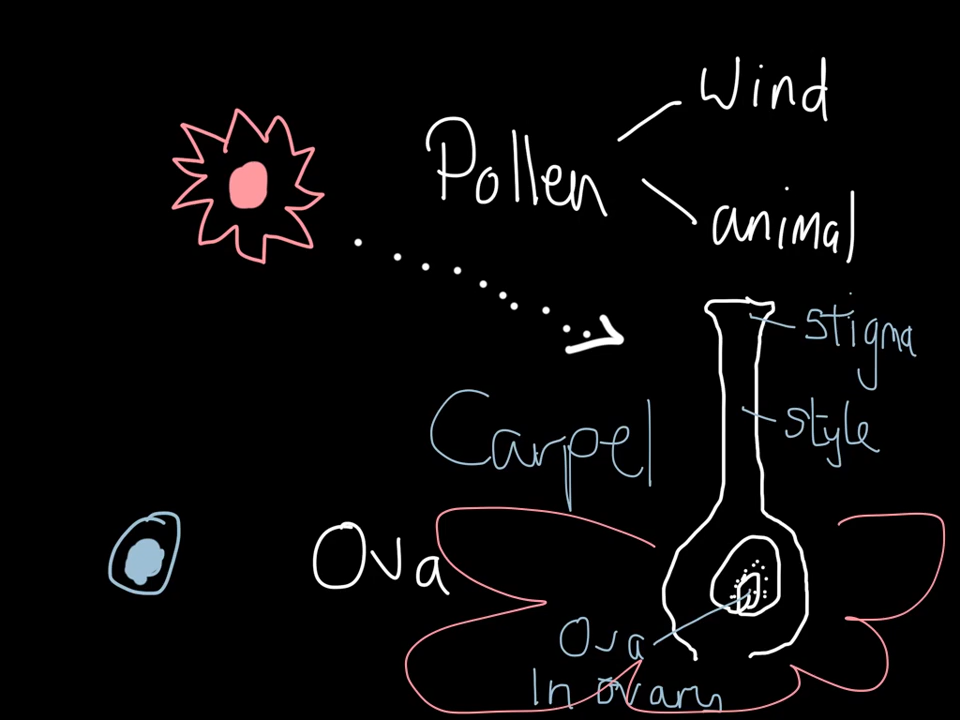 Wind
Pollen
animal
stigma
Carpel
style
Ova
Ova
In ovary